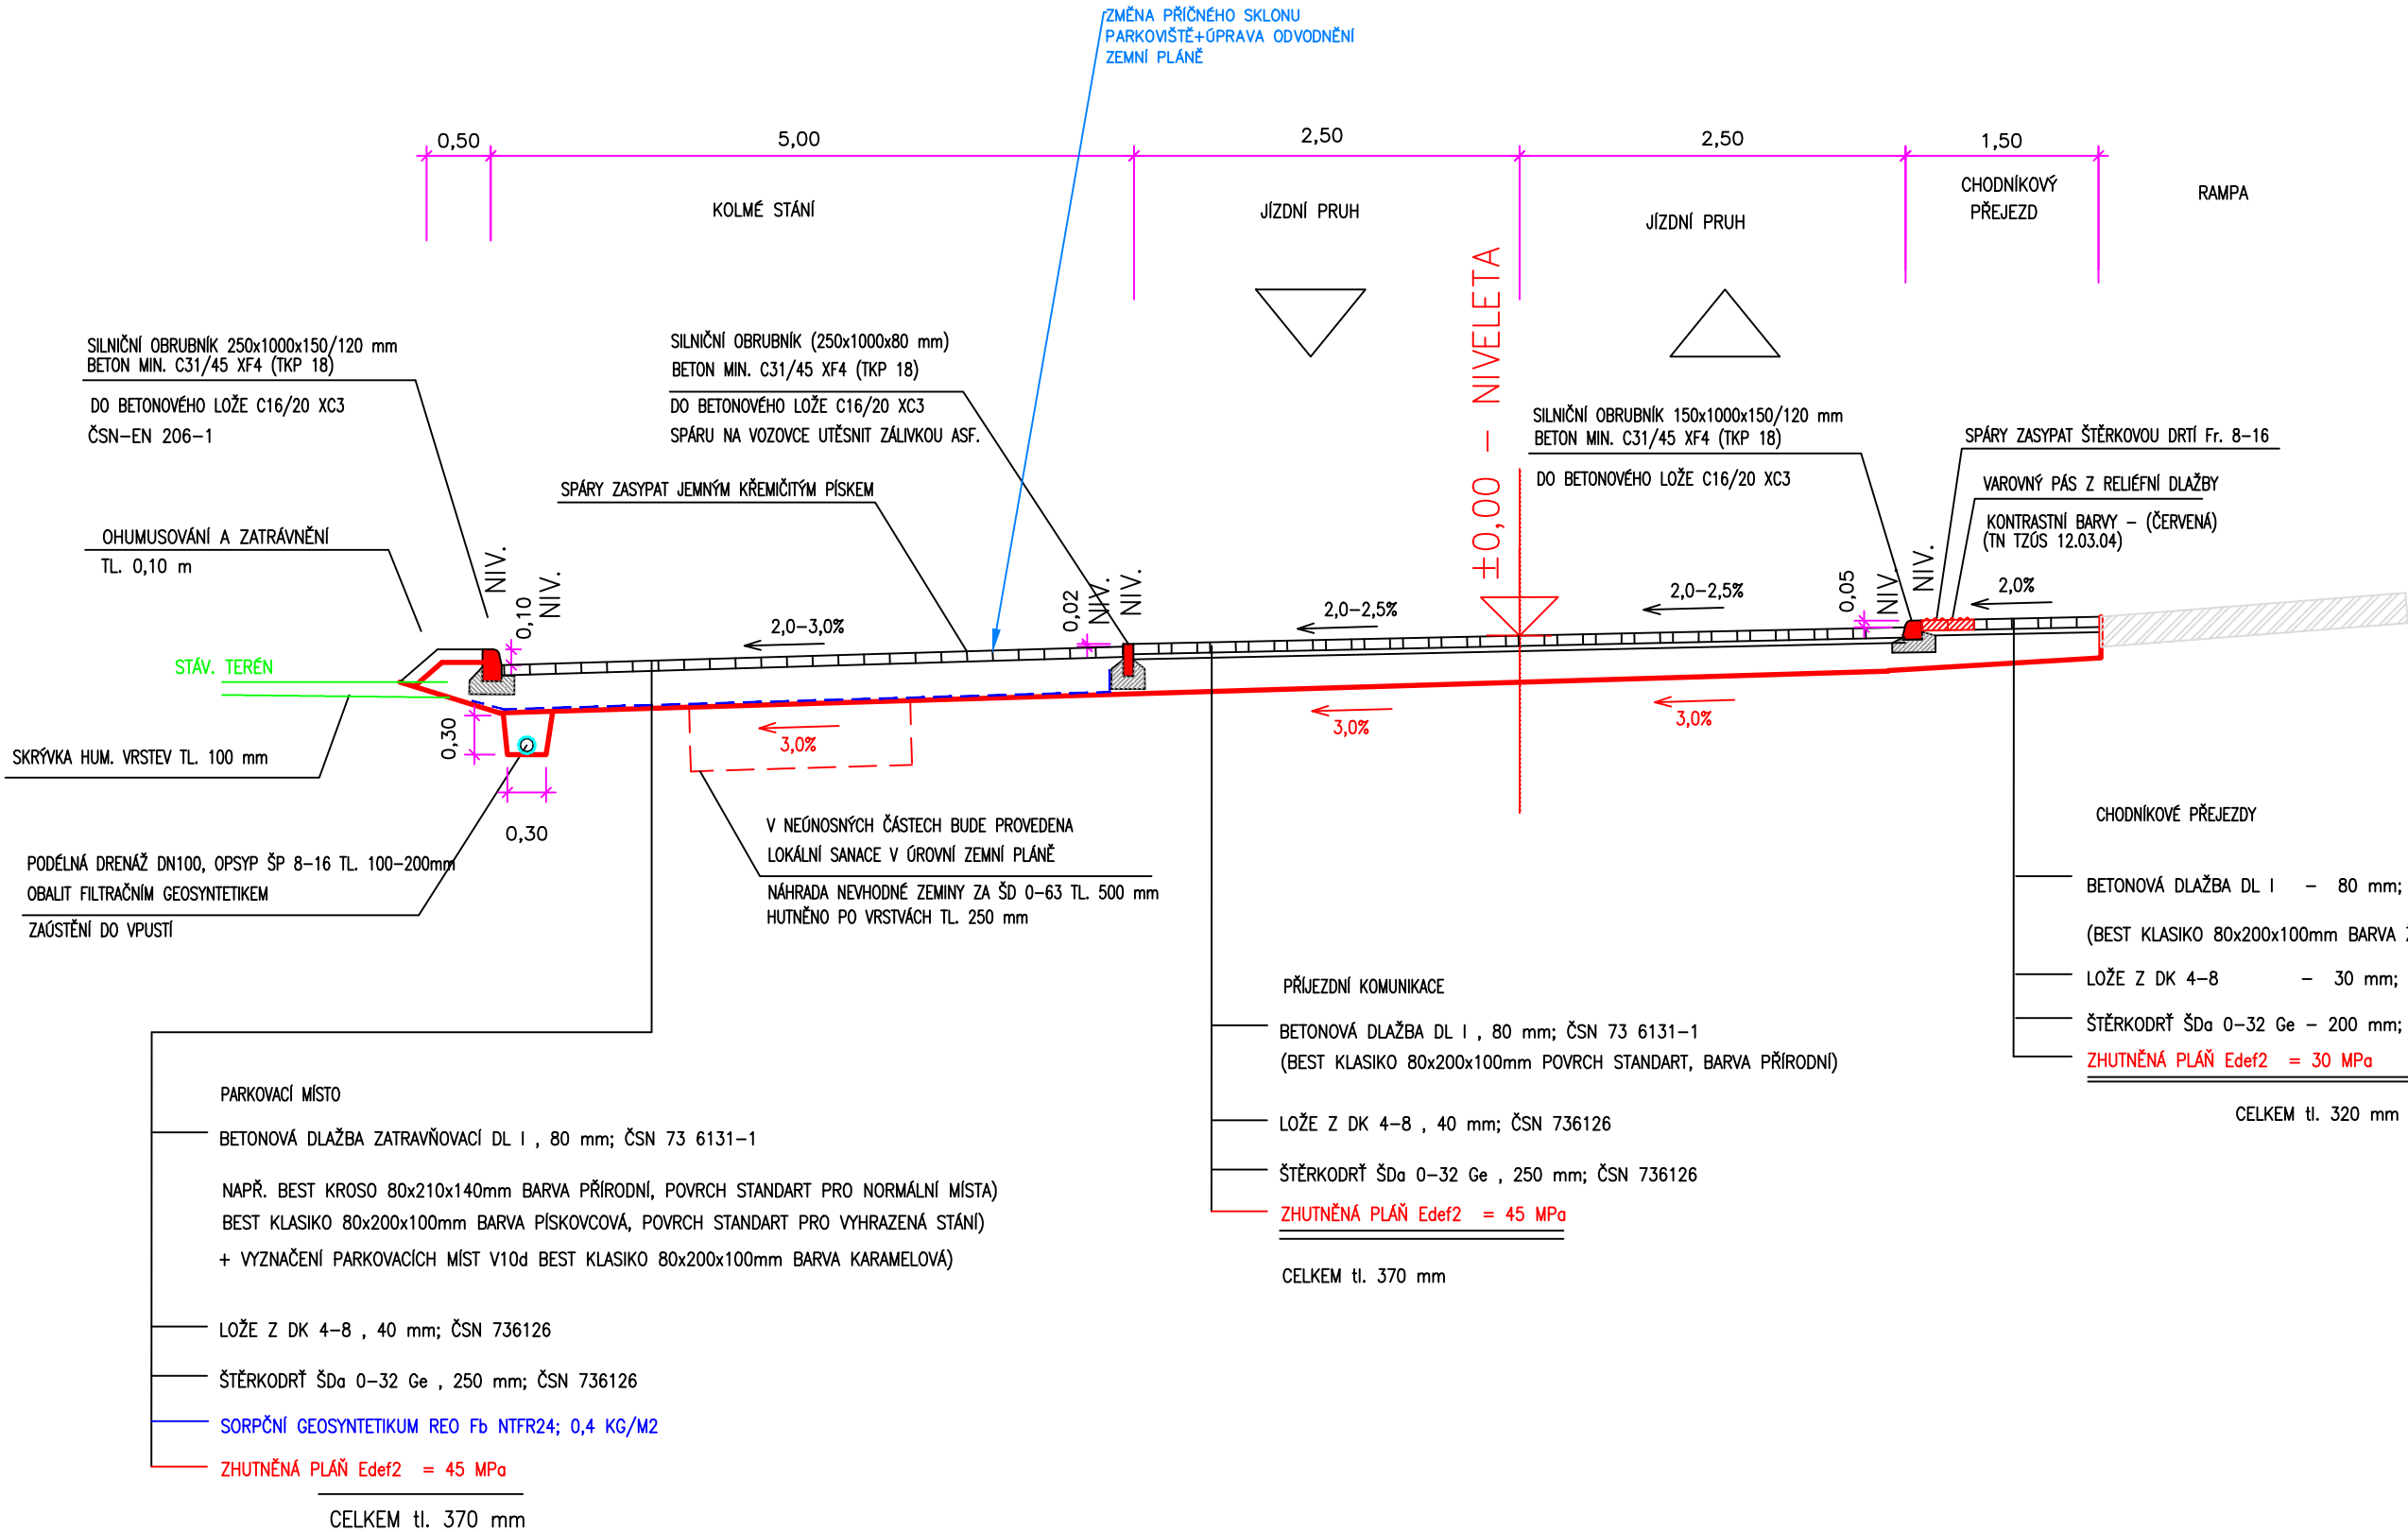 ZMĚNA PŘÍČNÉHO SKLONU
PARKOVIŠTĚ+ÚPRAVA ODVODNĚNÍ
ZEMNÍ PLÁNĚ
0,50
5,00
2,50
2,50
1,50
KOLMÉ STÁNÍ
JÍZDNÍ PRUH
JÍZDNÍ PRUH
CHODNÍKOVÝ
PŘEJEZD
RAMPA
±0,00 - NIVELETA
SILNIČNÍ OBRUBNÍK 250x1000x150/120 mm
BETON MIN. C31/45 XF4 (TKP 18)
DO BETONOVÉHO LOŽE C16/20 XC3
ČSN-EN 206-1
SILNIČNÍ OBRUBNÍK (250x1000x80 mm)
BETON MIN. C31/45 XF4 (TKP 18)
DO BETONOVÉHO LOŽE C16/20 XC3
SPÁRU NA VOZOVCE UTĚSNIT ZÁLIVKOU ASF.
SPÁRY ZASYPAT JEMNÝM KŘEMIČITÝM PÍSKEM
SILNIČNÍ OBRUBNÍK 150x1000x150/120 mm
BETON MIN. C31/45 XF4 (TKP 18)
DO BETONOVÉHO LOŽE C16/20 XC3
SPÁRY ZASYPAT ŠTĚRKOVOU DRTÍ Fr. 8-16
VAROVNÝ PÁS Z RELIÉFNÍ DLAŽBY
KONTRASTNÍ BARVY - (ČERVENÁ)
(TN TZÚS 12.03.04)
OHUMUSOVÁNÍ A ZATRÁVNĚNÍ
TL. 0,10 m
NIV.
0,10
NIV.
0,02
NIV.
NIV.
0,05
NIV.
NIV.
2,0-3,0%
2,0-2,5%
2,0-2,5%
2,0%
STÁV. TERÉN
SKRÝVKA HUM. VRSTEV TL. 100 mm
0,30
0,30
3,0%
3,0%
3,0%
PODÉLNÁ DRENÁŽ DN100, OPSYP ŠP 8-16 TL. 100-200mm
OBALIT FILTRAČNÍM GEOSYNTETIKEM
ZAÚSTĚNÍ DO VPUSTÍ
V NEÚNOSNÝCH ČÁSTECH BUDE PROVEDENA
LOKÁLNÍ SANACE V ÚROVNÍ ZEMNÍ PLÁNĚ
NÁHRADA NEVHODNÉ ZEMINY ZA ŠD 0-63 TL. 500 mm
HUTNĚNO PO VRSTVÁCH TL. 250 mm
CHODNÍKOVÉ PŘEJEZDY
BETONOVÁ DLAŽBA DL I - 80 mm;
(BEST KLASIKO 80x200x100mm BARVA
LOŽE Z DK 4-8 - 30 mm;
ŠTĚRKODRŤ ŠDa 0-32 Ge - 200 mm;
ZHUTNĚNÁ PLÁŇ Edef2 = 30 MPa
CELKEM tl. 320 mm
PŘÍJEZDNÍ KOMUNIKACE
BETONOVÁ DLAŽBA DL I , 80 mm; ČSN 73 6131-1
(BEST KLASIKO 80x200x100mm POVRCH STANDART, BARVA PŘÍRODNÍ)
LOŽE Z DK 4-8 , 40 mm; ČSN 736126
ŠTĚRKODRŤ ŠDa 0-32 Ge , 250 mm; ČSN 736126
ZHUTNĚNÁ PLÁŇ Edef2 = 45 MPa
CELKEM tl. 370 mm
PARKOVACÍ MÍSTO
BETONOVÁ DLAŽBA ZATRAVŇOVACÍ DL I , 80 mm; ČSN 73 6131-1
NAPŘ. BEST KROSO 80x210x140mm BARVA PŘÍRODNÍ, POVRCH STANDART PRO NORMÁLNÍ MÍSTA)
BEST KLASIKO 80x200x100mm BARVA PÍSKOVCOVÁ, POVRCH STANDART PRO VYHRAZENÁ STÁNÍ)
+ VYZNAČENÍ PARKOVACÍCH MÍST V10d BEST KLASIKO 80x200x100mm BARVA KARAMELOVÁ)
LOŽE Z DK 4-8 , 40 mm; ČSN 736126
ŠTĚRKODRŤ ŠDa 0-32 Ge , 250 mm; ČSN 736126
SORPČNÍ GEOSYNTETIKUM REO Fb NTFR24; 0,4 KG/M2
ZHUTNĚNÁ PLÁŇ Edef2 = 45 MPa
CELKEM tl. 370 mm